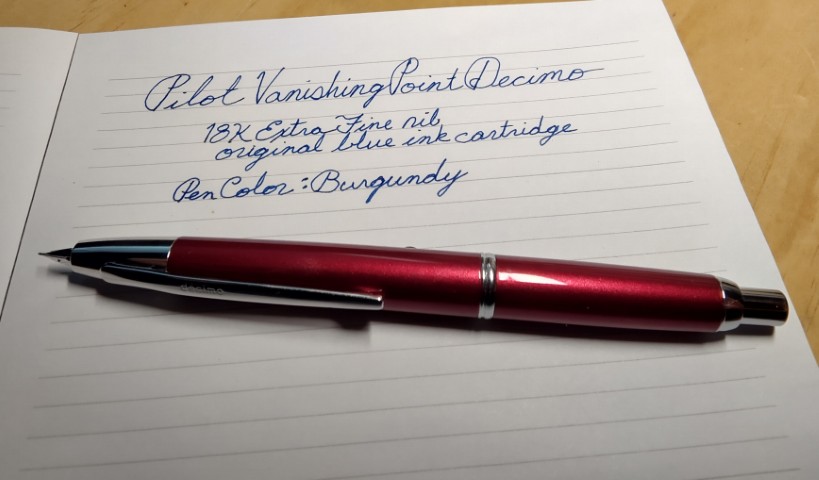 Pilot Vanishing Point Decimo
18K Extra Fine nib
original blue ink cartridge
Pen Color: Burgundy
decimo